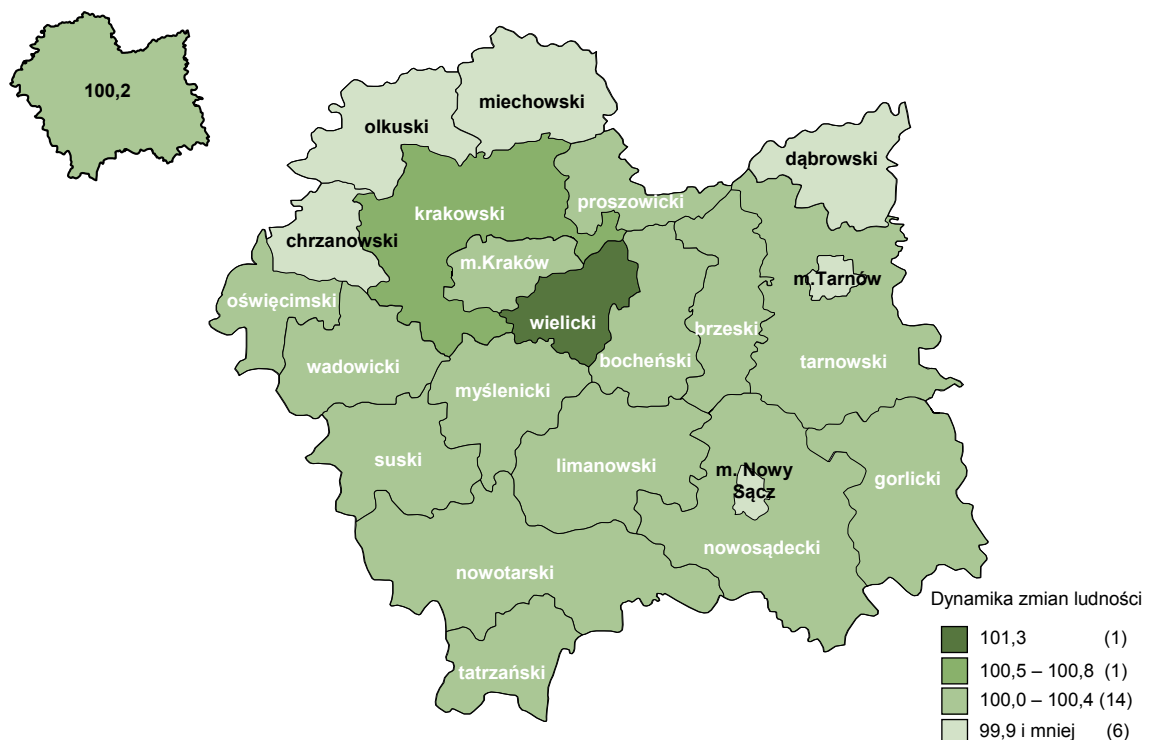 100,2
miechowski
olkuski
dąbrowski
proszowicki
krakowski
chrzanowski
m.Kraków
m.Tarnów
oświęcimski
wielicki
brzeski
bocheński
tarnowski
wadowicki
myślenicki
suski
limanowski
m. Nowy
Sącz
gorlicki
nowosądecki
nowotarski
tatrzański
Dynamika zmian ludności
101,3 (1)
100,5 – 100,8 (1)
100,0 – 100,4 (14)
99,9 i mniej (6)